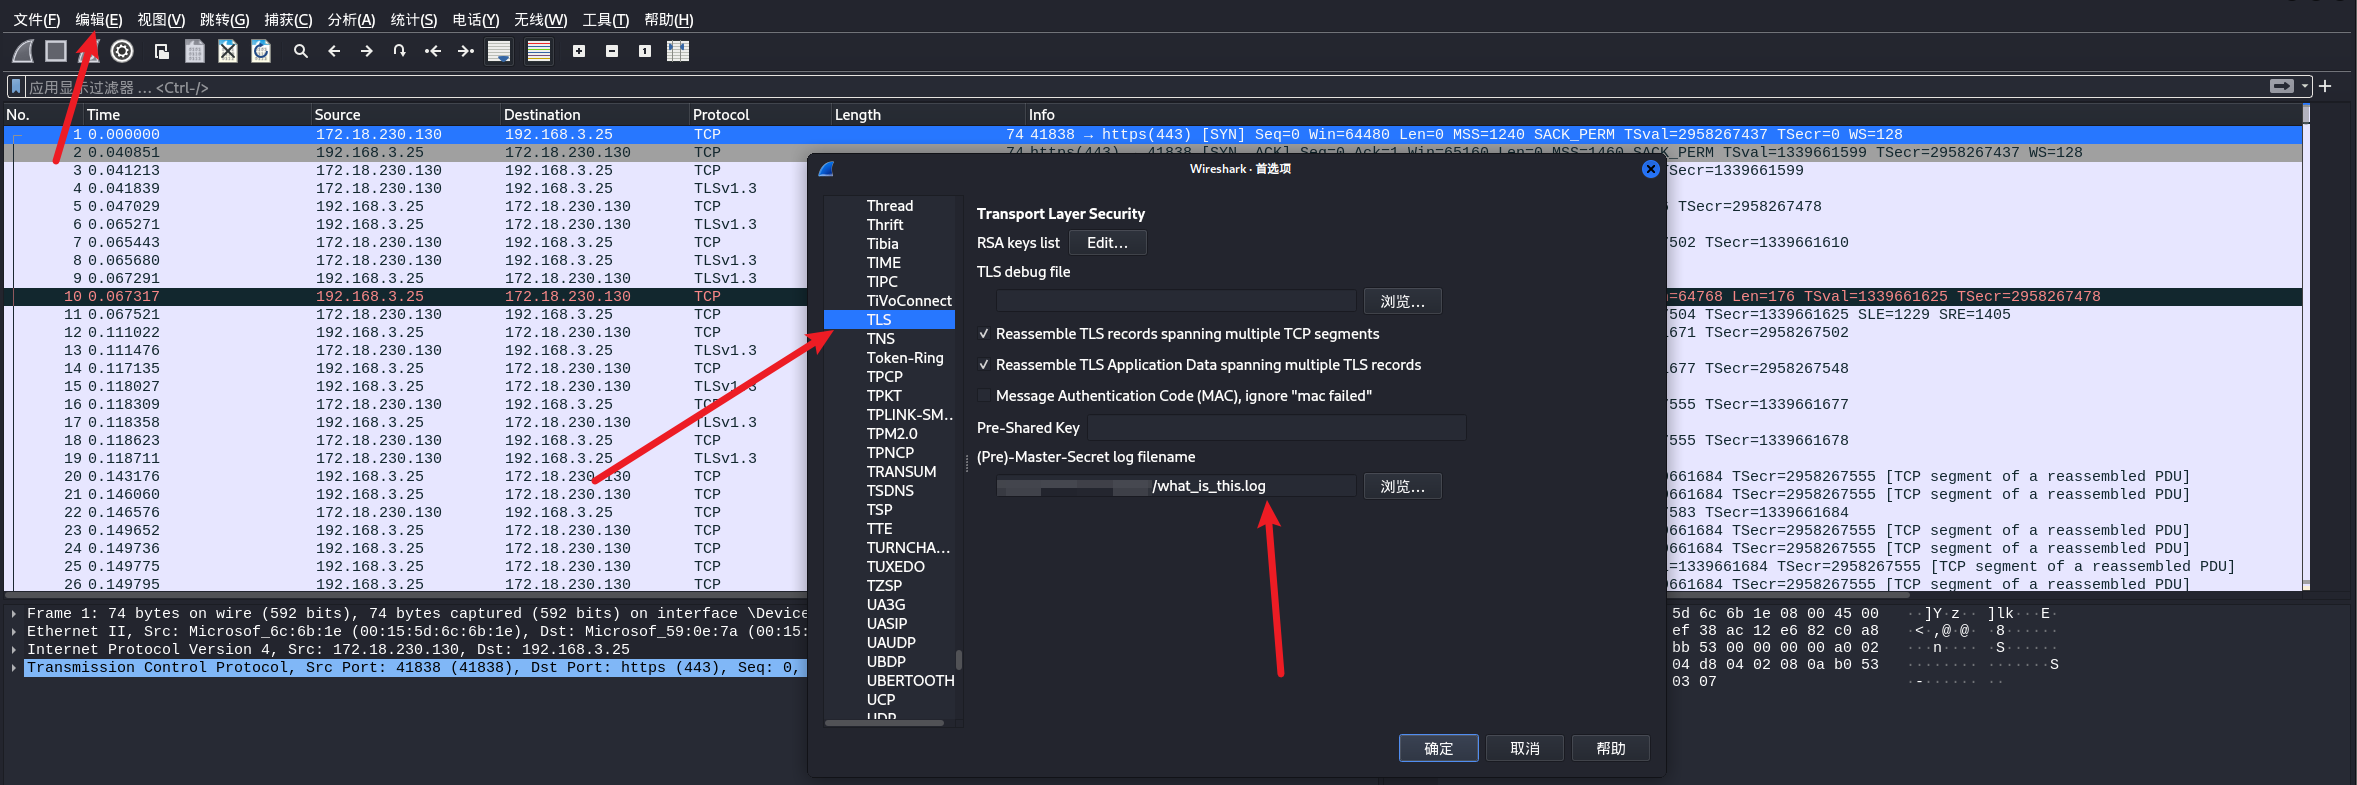 文件(F) 编辑(E) 视图(V) 跳转(G) 捕获(C) 分析(A) 统计(S) 电话(Y) 无线(W) 工具(T) 帮助(H)
应用显示过滤器 … <Ctrl-/>
No. Time Source Destination Protocol Length Info
1 0.000000 172.18.230.130 192.168.3.25 TCP 74 41838 → https(443) [SYN] Seq=0 Win=64480 Len=0 MSS=1240 SACK_PERM TSval=2958267437 TSecr=0 WS=128
2 0.040851 192.168.3.25 172.18.230.130 TCP 74 https(443) → 41838 [SYN, ACK] Seq=0 Ack=1 Win=65160 Len=0 MSS=1460 SACK_PERM TSval=1339661599 TSecr=2958267437 WS=128
3 0.041213 172.18.230.130 192.168.3.25 TCP TSecr=1339661599
4 0.041839 172.18.230.130 192.168.3.25 TLSv1.3
5 0.047029 192.168.3.25 172.18.230.130 TCP TSecr=2958267478
6 0.065271 192.168.3.25 172.18.230.130 TLSv1.3
7 0.065443 172.18.230.130 192.168.3.25 TCP 7502 TSecr=1339661610
8 0.065680 172.18.230.130 192.168.3.25 TLSv1.3
9 0.067291 192.168.3.25 172.18.230.130 TLSv1.3
10 0.067317 192.168.3.25 172.18.230.130 TCP =64768 Len=176 TSval=1339661625 TSecr=2958267478
11 0.067521 172.18.230.130 192.168.3.25 TCP 7504 TSecr=1339661625 SLE=1229 SRE=1405
12 0.111022 192.168.3.25 172.18.230.130 TCP 1671 TSecr=2958267502
13 0.111476 172.18.230.130 192.168.3.25 TLSv1.3
14 0.117135 192.168.3.25 172.18.230.130 TCP 1677 TSecr=2958267548
15 0.118027 192.168.3.25 172.18.230.130 TLSv1.3
16 0.118309 172.18.230.130 192.168.3.25 TCP 7555 TSecr=1339661677
17 0.118358 192.168.3.25 172.18.230.130 TLSv1.3
18 0.118623 172.18.230.130 192.168.3.25 TCP 7555 TSecr=1339661678
19 0.118711 172.18.230.130 192.168.3.25 TLSv1.3
20 0.143176 192.168.3.25 172.18.230.130 TCP 9661684 TSecr=2958267555 [TCP segment of a reassembled PDU]
21 0.146060 192.168.3.25 172.18.230.130 TCP 9661684 TSecr=2958267555 [TCP segment of a reassembled PDU]
22 0.146576 172.18.230.130 192.168.3.25 TCP 7583 TSecr=1339661684
23 0.149652 192.168.3.25 172.18.230.130 TCP 9661684 TSecr=2958267555 [TCP segment of a reassembled PDU]
24 0.149736 192.168.3.25 172.18.230.130 TCP 9661684 TSecr=2958267555 [TCP segment of a reassembled PDU]
25 0.149775 192.168.3.25 172.18.230.130 TCP =1339661684 TSecr=2958267555 [TCP segment of a reassembled PDU]
26 0.149795 192.168.3.25 172.18.230.130 TCP 9661684 TSecr=2958267555 [TCP segment of a reassembled PDU]
Wireshark · 首选项
Thread
Thrift
Tibia
TIME
TIPC
TiVoConnect
TLS
TNS
Token-Ring
TPCP
TPKT
TPLINK-SM…
TPM2.0
TPNCP
TRANSUM
TSDNS
TSP
TTE
TURNCHA…
TUXEDO
TZSP
UA3G
UASIP
UAUDP
UBDP
UBERTOOTH
UCP
UDP
Transport Layer Security
RSA keys list Edit…
TLS debug file
浏览…
✓ Reassemble TLS records spanning multiple TCP segments
✓ Reassemble TLS Application Data spanning multiple TLS records
Message Authentication Code (MAC), ignore "mac failed"
Pre-Shared Key
(Pre)-Master-Secret log filename
/what_is_this.log 浏览…
确定 取消 帮助
Frame 1: 74 bytes on wire (592 bits), 74 bytes captured (592 bits) on interface \Device
Ethernet II, Src: Microsof_6c:6b:1e (00:15:5d:6c:6b:1e), Dst: Microsof_59:0e:7a (00:15:
Internet Protocol Version 4, Src: 172.18.230.130, Dst: 192.168.3.25
Transmission Control Protocol, Src Port: 41838 (41838), Dst Port: https (443), Seq: 0,
5d 6c 6b 1e 08 00 45 00 ··]Y·z·· ]lk···E·
ef 38 ac 12 e6 82 c0 a8 ·<·,@·@· ·8······
bb 53 00 00 00 00 a0 02 ···n···· ·S······
04 d8 04 02 08 0a b0 53 ········ ·······S
03 07 ·-······ ··